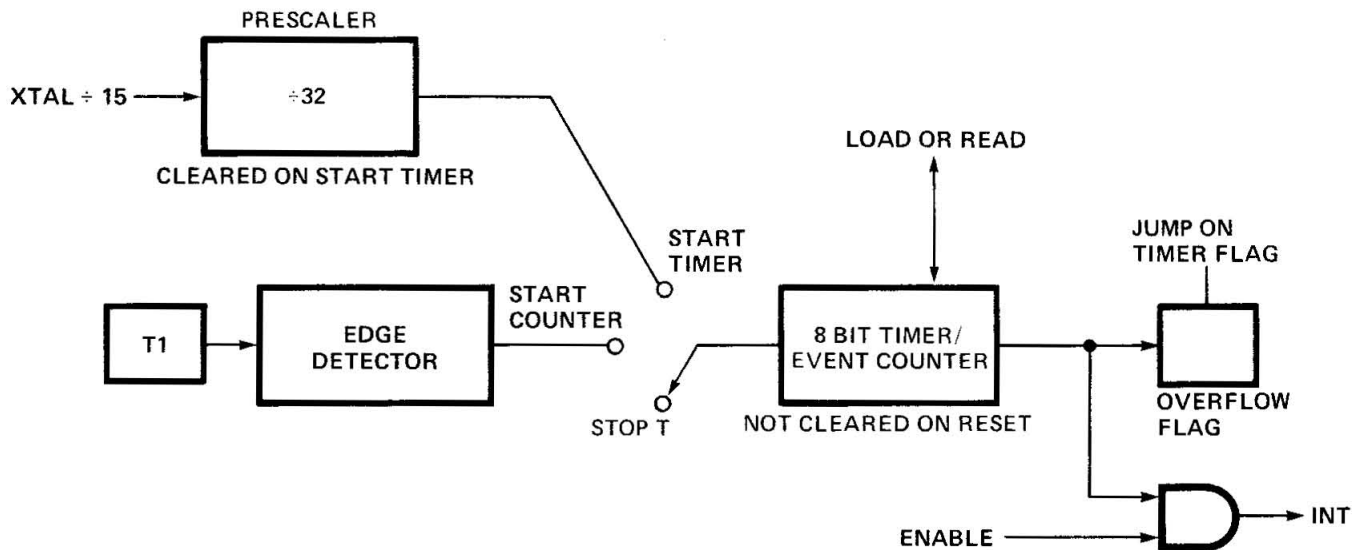 PRESCALER
XTAL ÷ 15
÷32
CLEARED ON START TIMER
LOAD OR READ
START
TIMER
JUMP ON
TIMER FLAG
T1
EDGE
DETECTOR
START
COUNTER
STOP T
8 BIT TIMER/
EVENT COUNTER
NOT CLEARED ON RESET
OVERFLOW
FLAG
ENABLE
INT